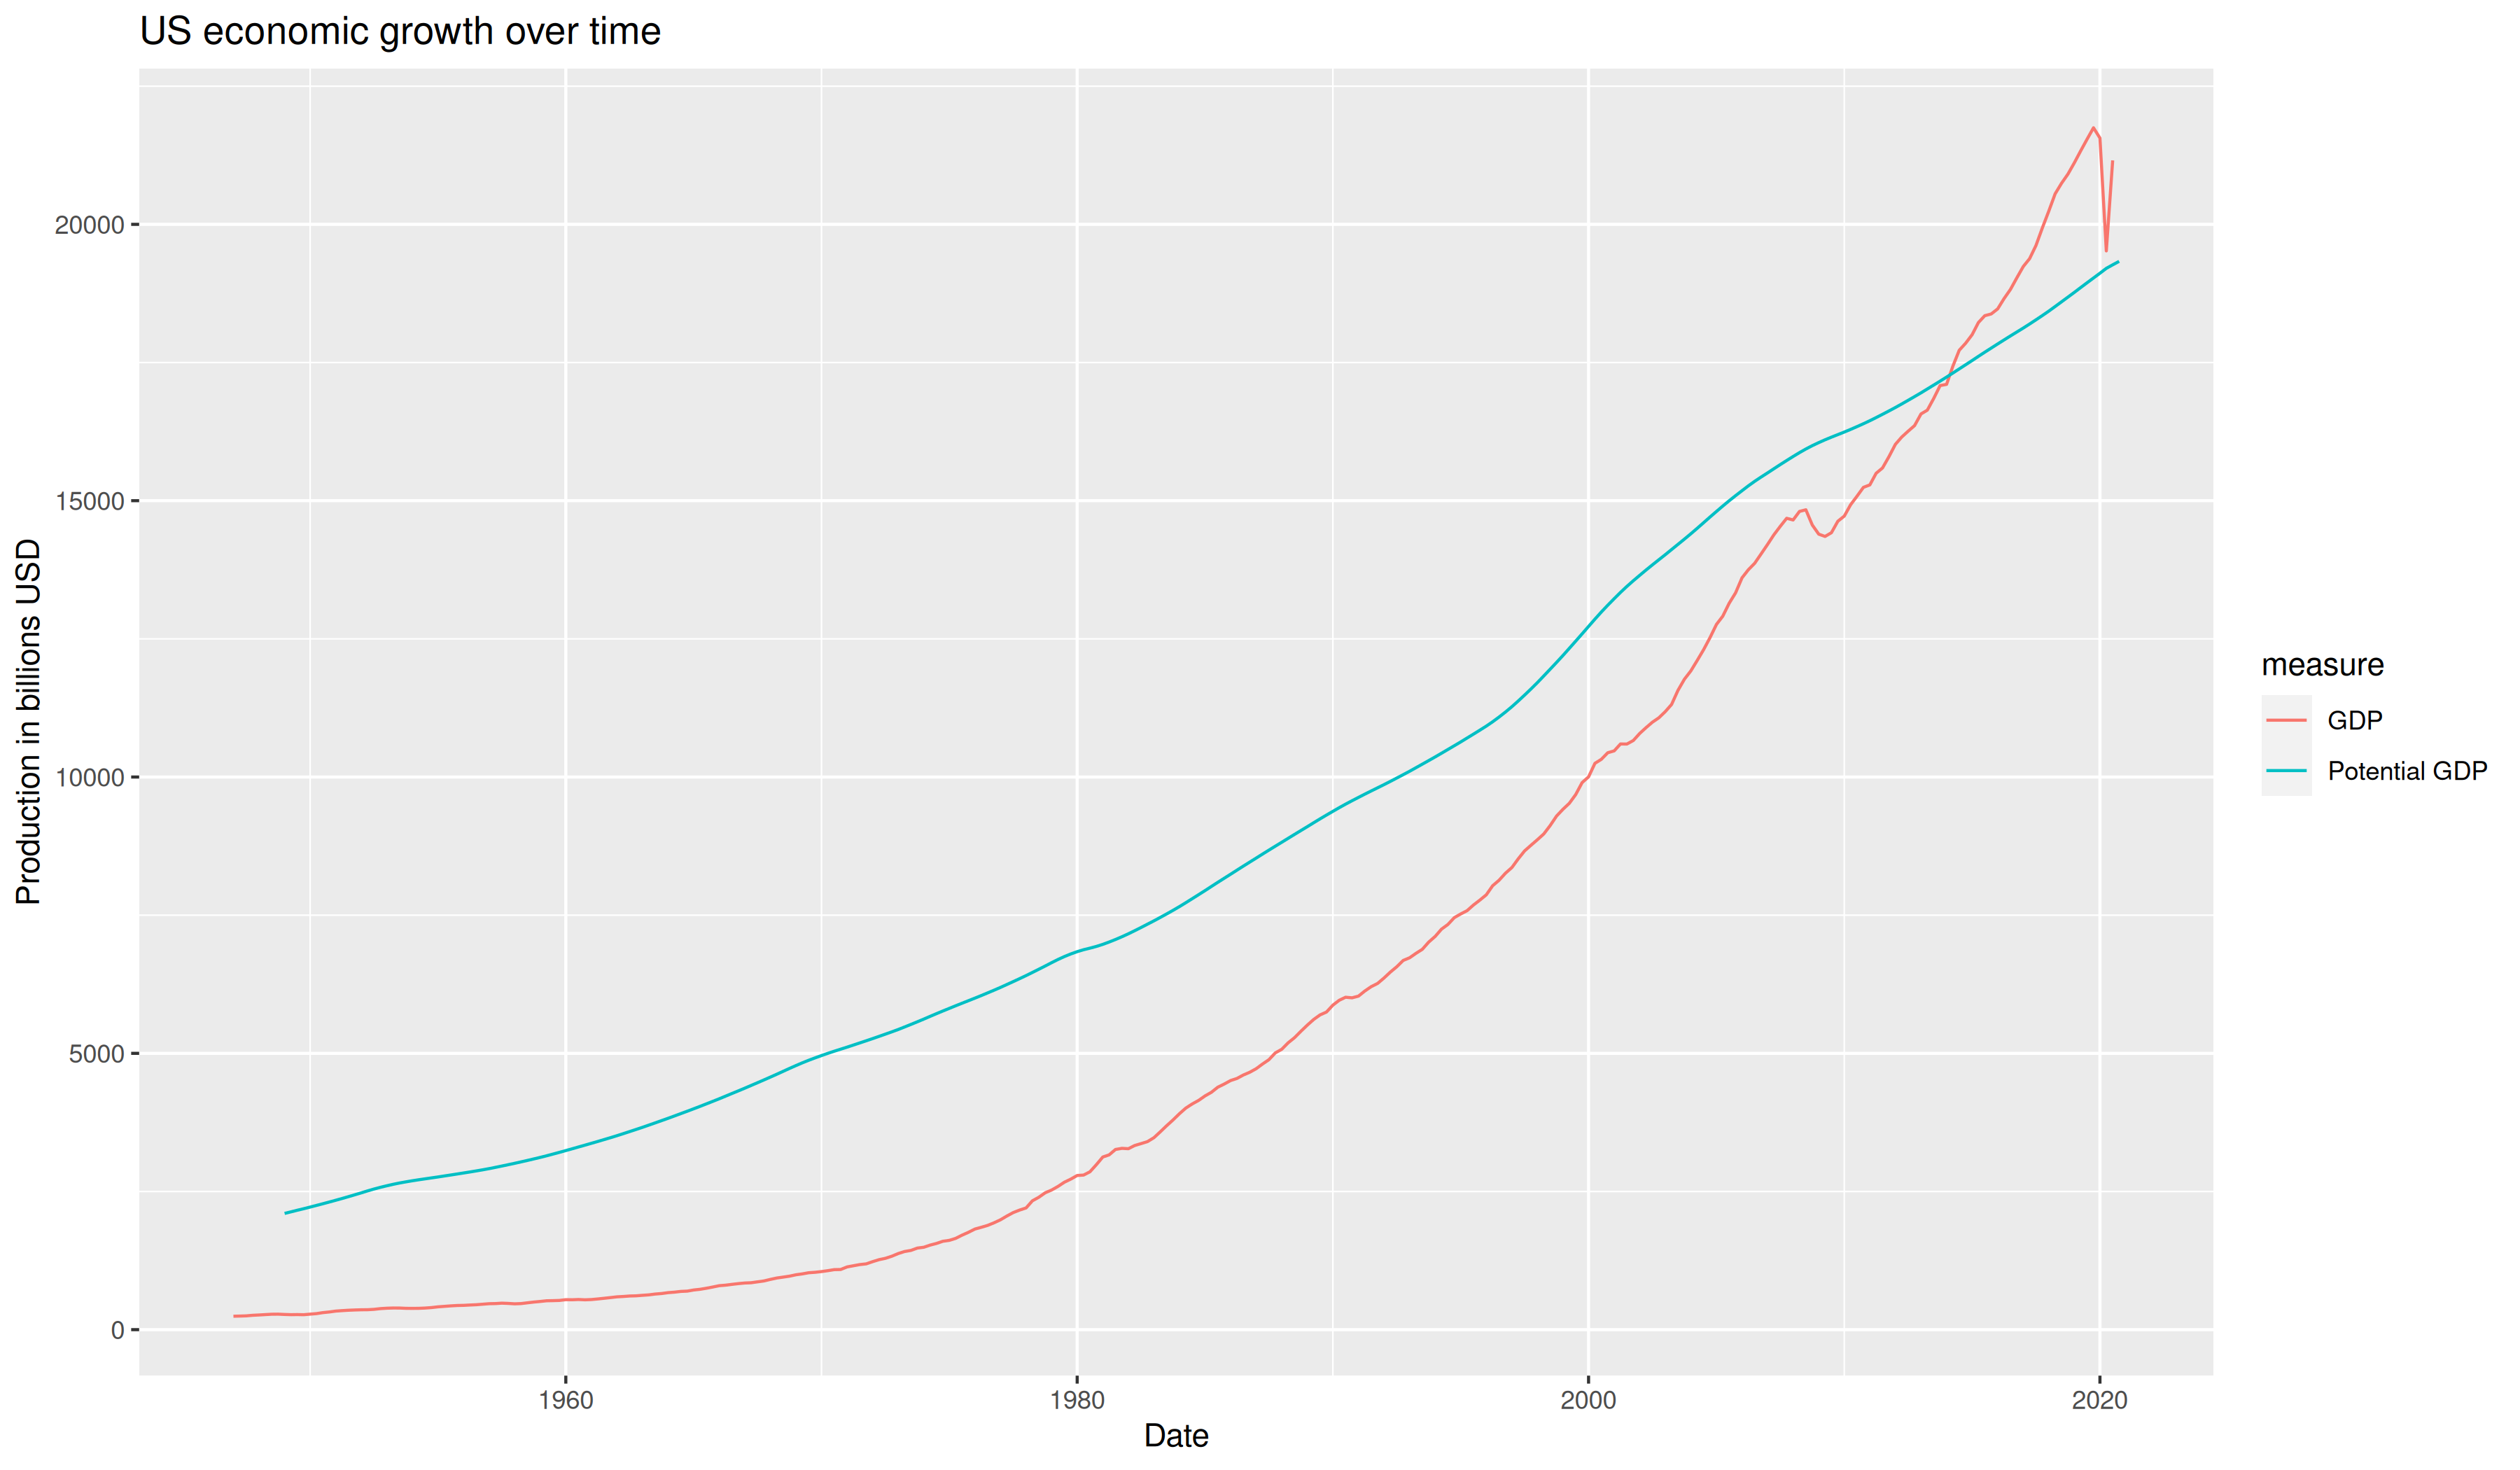 US economic growth over time
Production in billions USD
20000
15000
10000
5000
0
1960
1980
2000
2020
Date
measure
GDP
Potential GDP